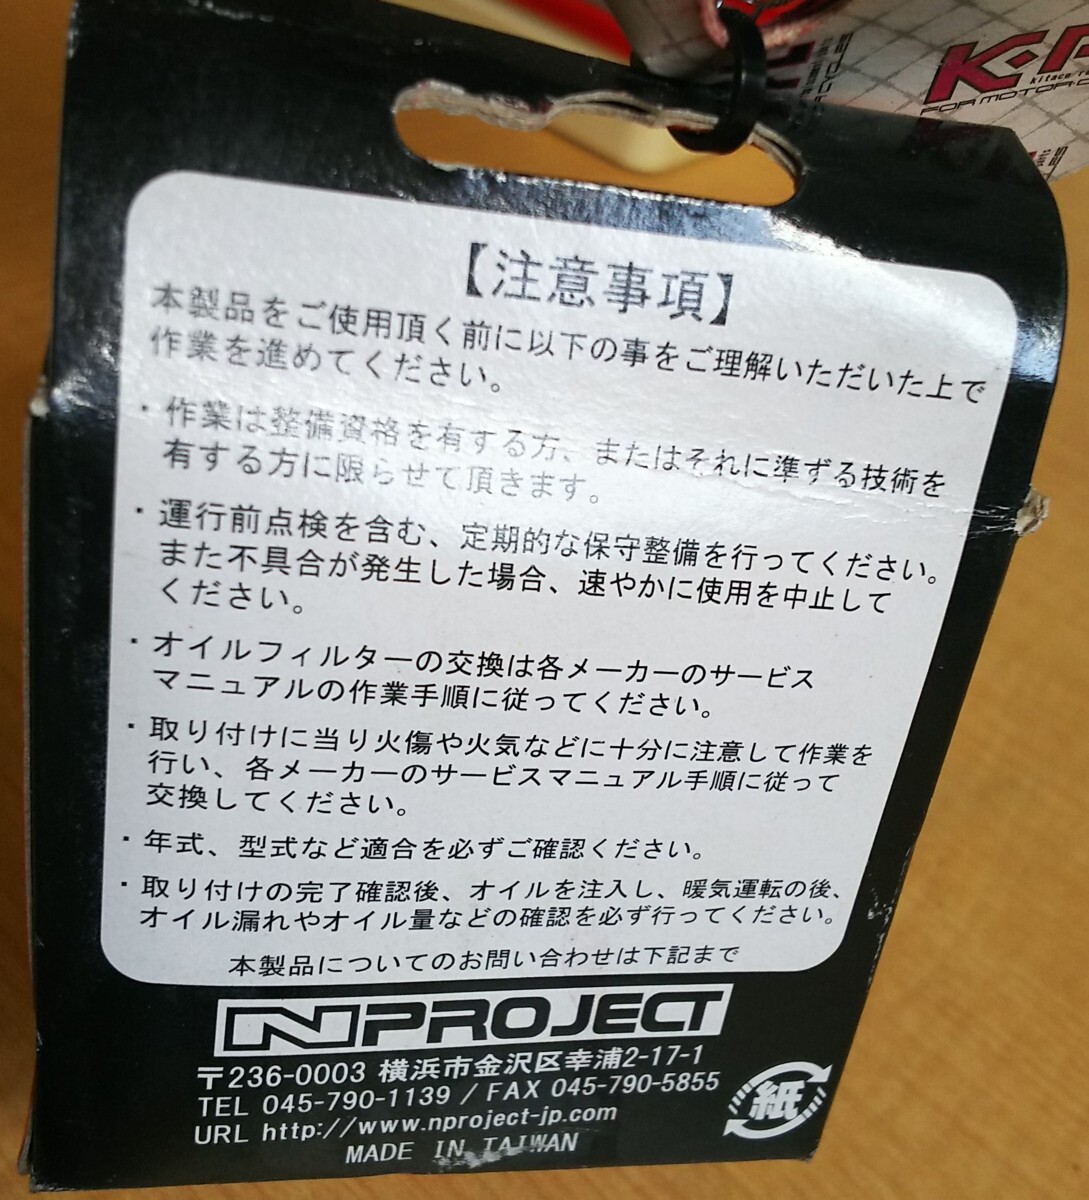 K・
kitaco/
FOR MOTOR
【注意事項】
本製品をご使用頂く前に以下の事をご理解いただいた上で
作業を進めてください。
・作業は整備資格を有する方、またはそれに準ずる技術を
有する方に限らせて頂きます。
・運行前点検を含む、定期的な保守整備を行ってください。
また不具合が発生した場合、速やかに使用を中止して
ください。
・オイルフィルターの交換は各メーカーのサービス
マニュアルの作業手順に従ってください。
・取り付けに当り火傷や火気などに十分に注意して作業を
行い、各メーカーのサービスマニュアル手順に従って
交換してください。
・年式、型式など適合を必ずご確認ください。
・取り付けの完了確認後、オイルを注入し、暖気運転の後、
オイル漏れやオイル量などの確認を必ず行ってください。
本製品についてのお問い合わせは下記まで
NPROJECT
〒236-0003 横浜市金沢区幸浦2-17-1
TEL 045-790-1139 / FAX 045-790-5855
URL http://www.nproject-jp.com
MADE IN TAIWAN
紙